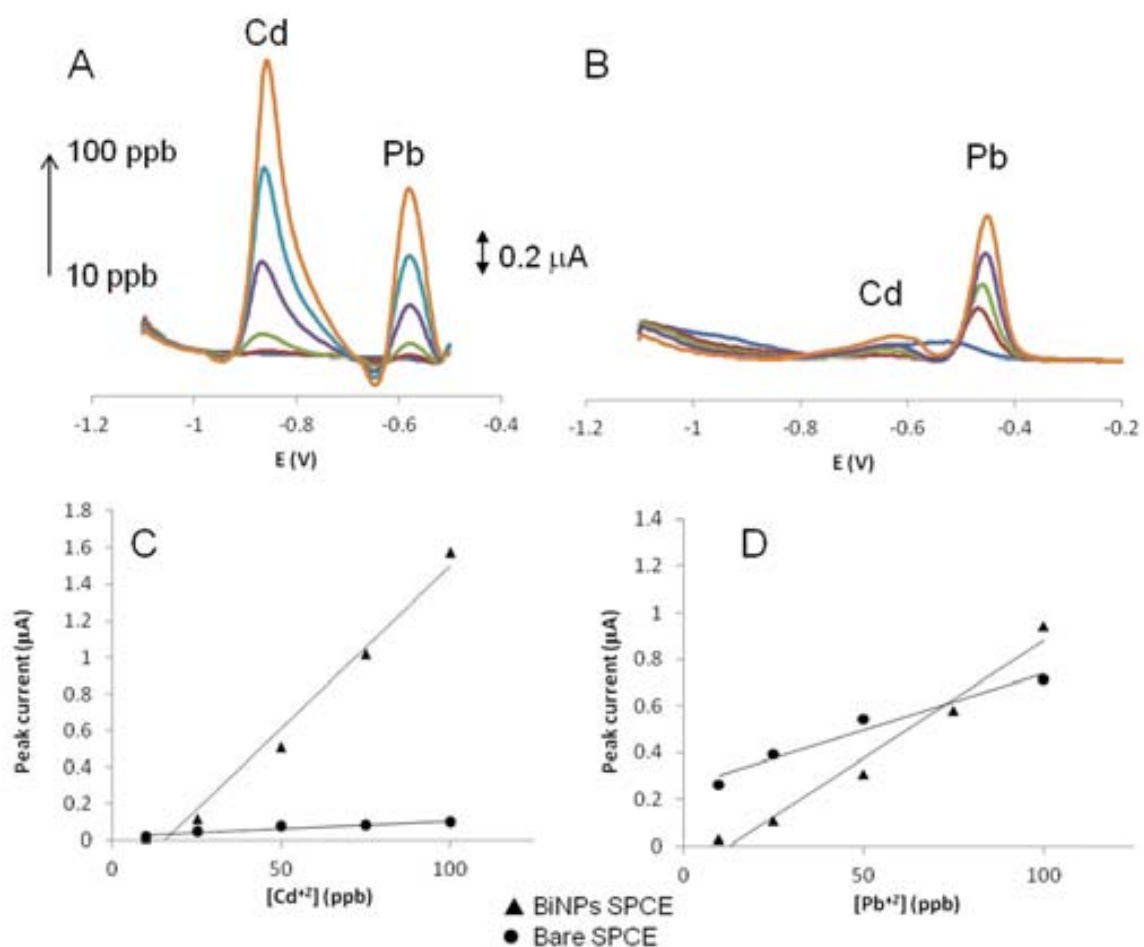 A
Cd
100 ppb
Pb
10 ppb
0.2 μA
-1.2
-1
-0.8
-0.6
-0.4
E (V)
B
Pb
Cd
-1.2
-1
-0.8
-0.6
-0.4
-0.2
E (V)
C
Peak current (μA)
1.8
1.6
1.4
1.2
1
0.8
0.6
0.4
0.2
0
0
50
100
[Cd+2] (ppb)
D
Peak current (μA)
1.4
1.2
1
0.8
0.6
0.4
0.2
0
0
50
100
[Pb+2] (ppb)
▲ BiNPs SPCE
● Bare SPCE